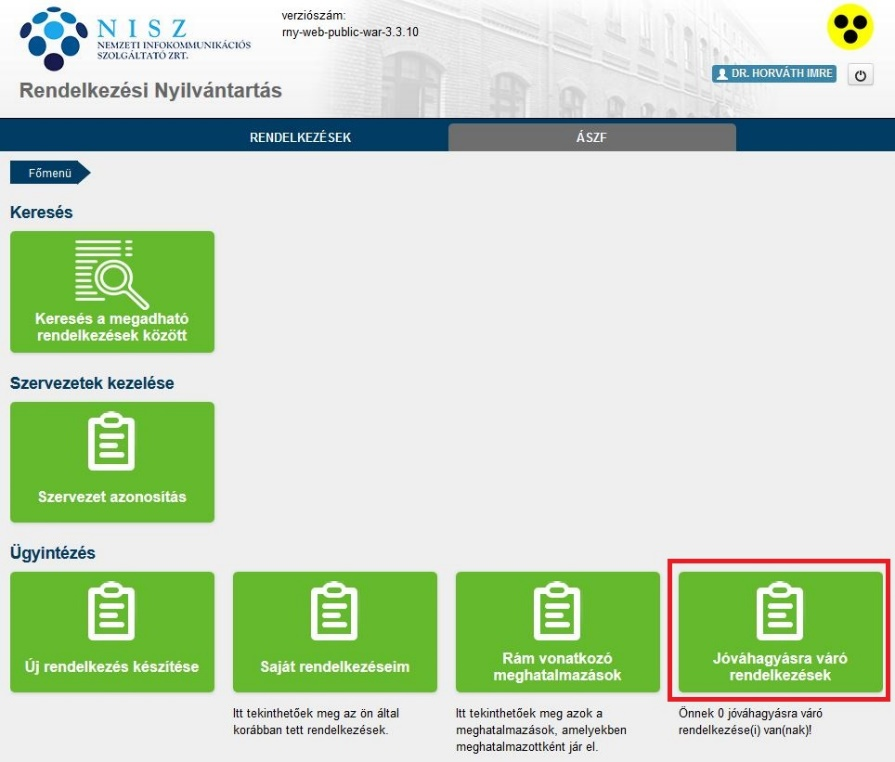 N I S Z
NEMZETI INFOKOMMUNIKÁCIÓS
SZOLGÁLTATÓ ZRT.
verziószám:
rny-web-public-war-3.3.10
Rendelkezési Nyilvántartás
DR. HORVÁTH IMRE
RENDELKEZÉSEK
ÁSZF
Főmenü
Keresés
Keresés a megadható
rendelkezések között
Szervezetek kezelése
Szervezet azonosítás
Ügyintézés
Új rendelkezés készítése
Saját rendelkezéseim
Itt tekinthetőek meg az ön által
korábban tett rendelkezések.
Rám vonatkozó
meghatalmazások
Itt tekinthetőek meg azok a
meghatalmazások, amelyekben
meghatalmazottként jár el.
Jóváhagyásra váró
rendelkezések
Önnek 0 jóváhagyásra váró
rendelkezése(i) van(nak)!